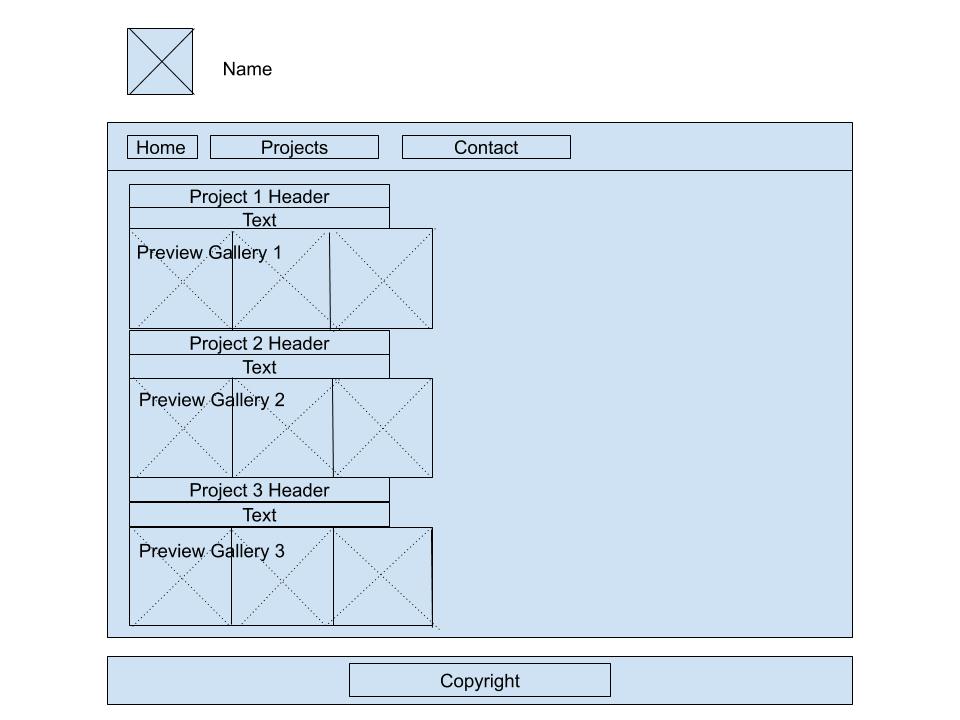 Name
Home
Projects
Contact
Project 1 Header
Text
Preview Gallery 1
Project 2 Header
Text
Preview Gallery 2
Project 3 Header
Text
Preview Gallery 3
Copyright